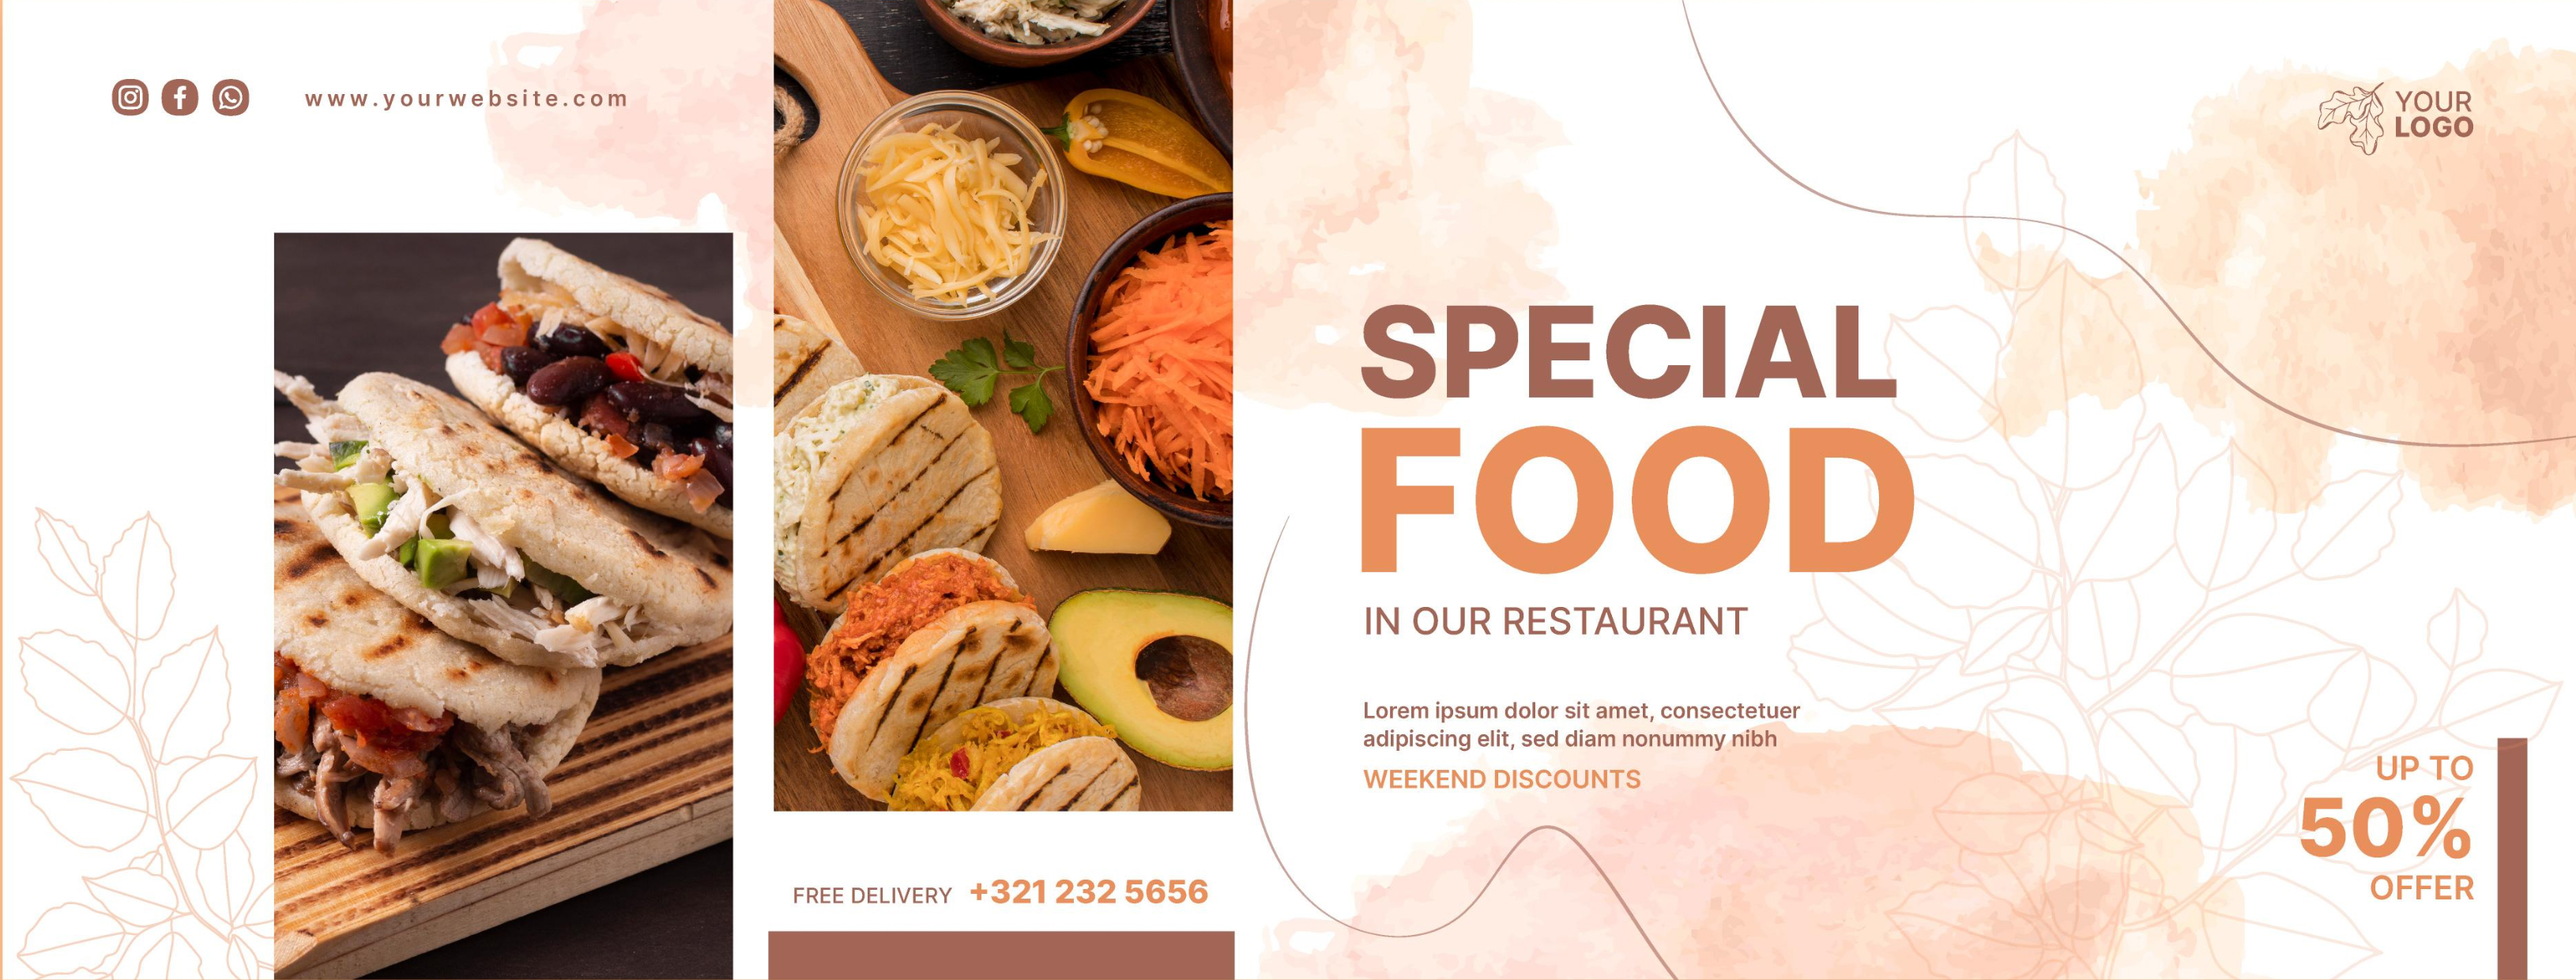 www.yourwebsite.com
YOUR
LOGO
SPECIAL
FOOD
IN OUR RESTAURANT
Lorem ipsum dolor sit amet, consectetuer
adipiscing elit, sed diam nonummy nibh
WEEKEND DISCOUNTS
UP TO
50%
OFFER
FREE DELIVERY +321 232 5656